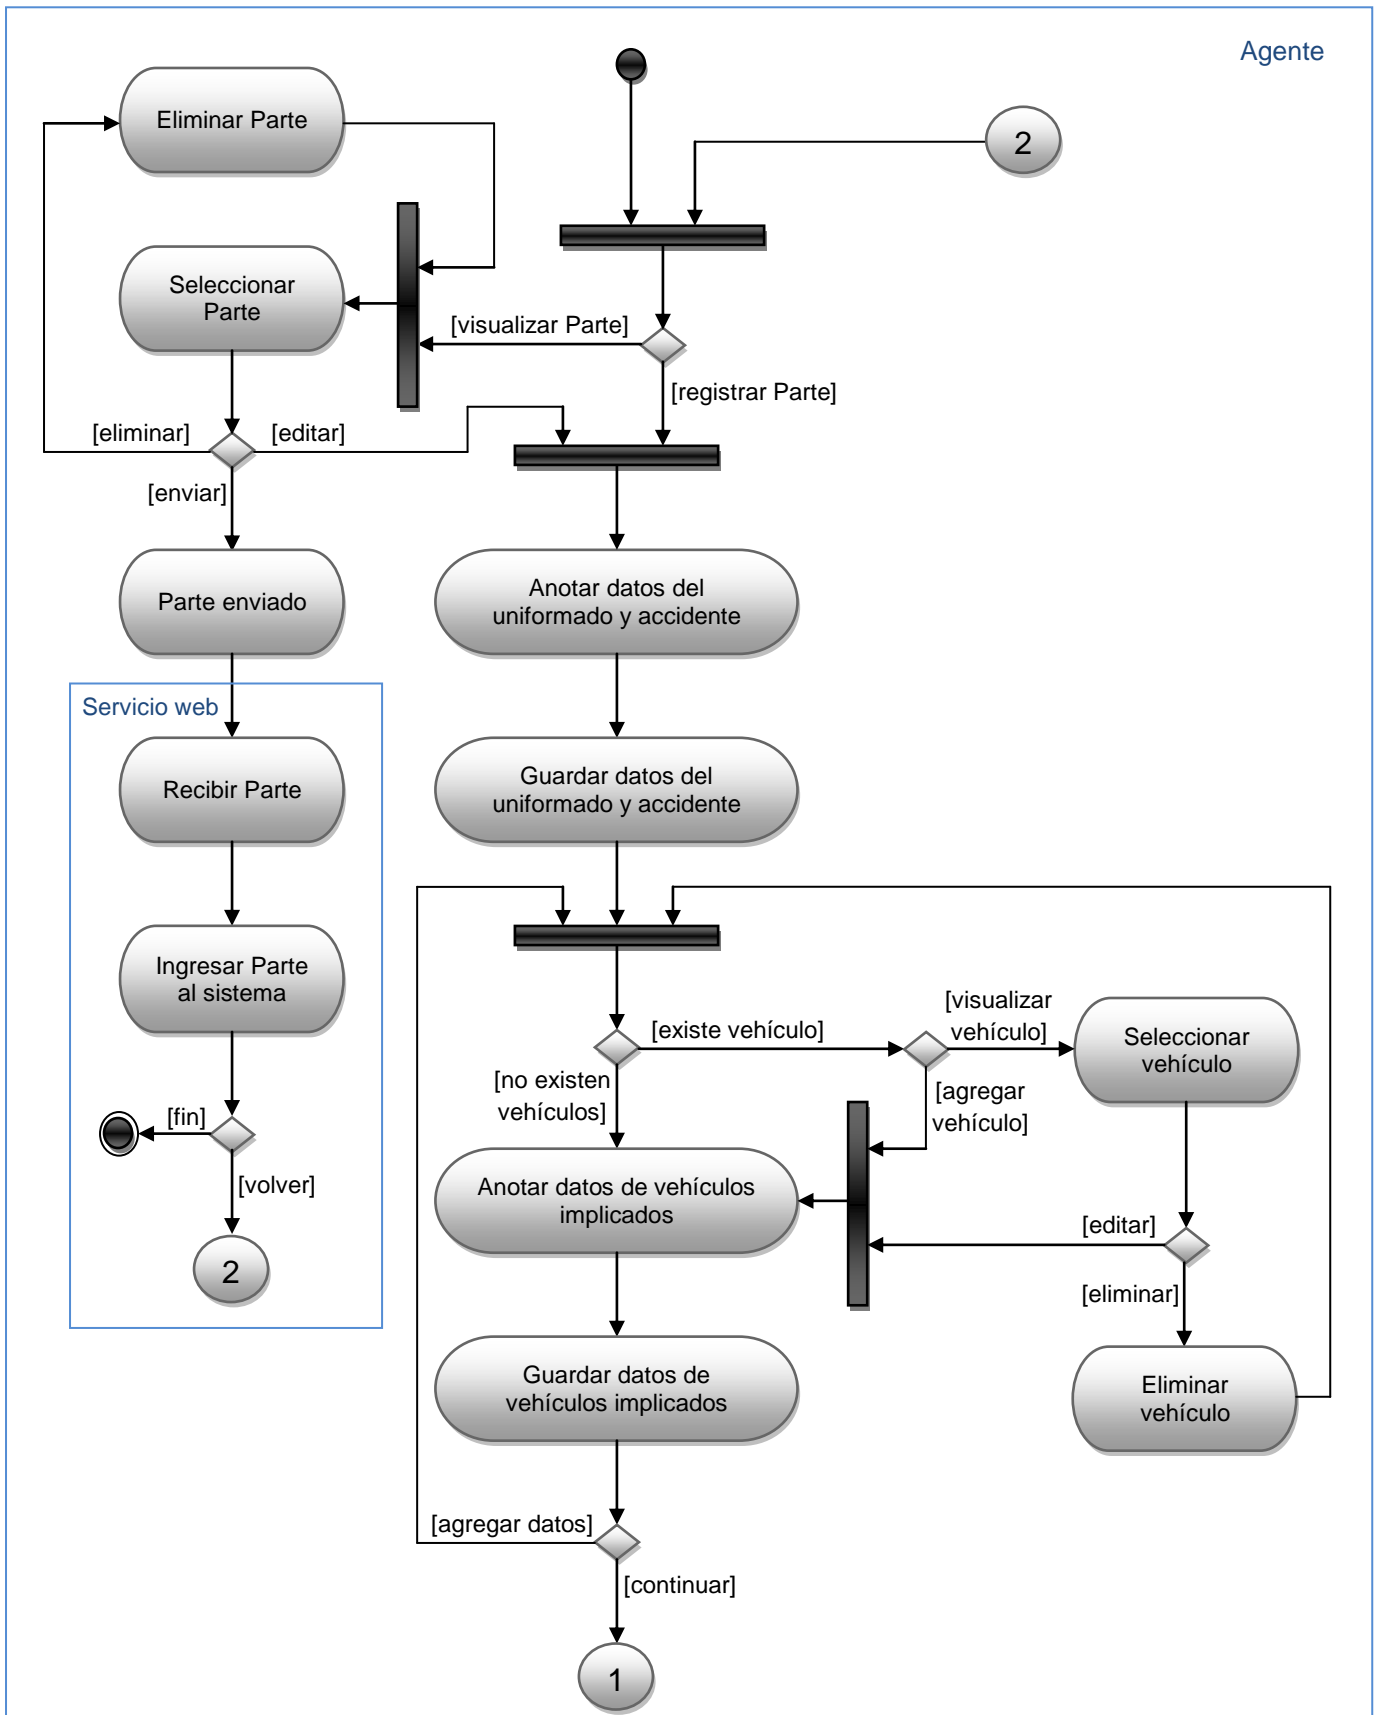 Agente
Eliminar Parte
2
Seleccionar
Parte
[visualizar Parte]
[registrar Parte]
[eliminar]
[editar]
[enviar]
Parte enviado
Anotar datos del
uniformado y accidente
Servicio web
Recibir Parte
Guardar datos del
uniformado y accidente
Ingresar Parte
al sistema
[existe vehículo]
[visualizar
vehículo]
Seleccionar
vehículo
[no existen
vehículos]
[agregar
vehículo]
[fin]
[volver]
2
Anotar datos de vehículos
implicados
[editar]
[eliminar]
Guardar datos de
vehículos implicados
Eliminar
vehículo
[agregar datos]
[continuar]
1